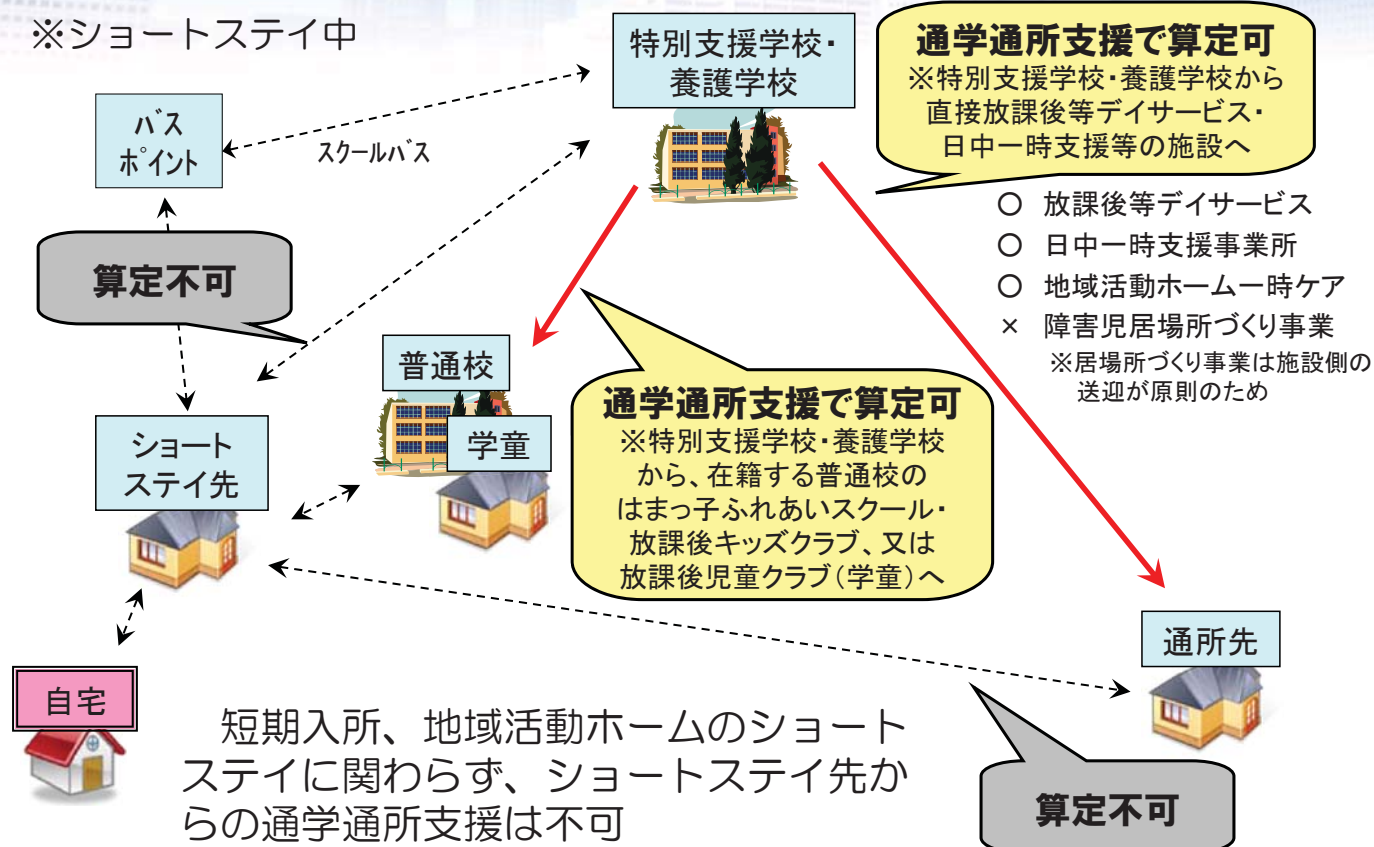 ※ショートステイ中
特別支援学校・
養護学校
通学通所支援で算定可
※特別支援学校・養護学校から
直接放課後等デイサービス・
日中一時支援等の施設へ
バス
ポイント
スクールバス
〇 放課後等デイサービス
〇 日中一時支援事業所
〇 地域活動ホーム一時ケア
× 障害児居場所づくり事業
※居場所づくり事業は施設側の
送迎が原則のため
算定不可
普通校
学童
通学通所支援で算定可
※特別支援学校・養護学校
から、在籍する普通校の
はまっ子ふれあいスクール・
放課後キッズクラブ、又は
放課後児童クラブ(学童)へ
ショート
ステイ先
通所先
自宅
短期入所、地域活動ホームのショート
ステイに関わらず、ショートステイ先か
らの通学通所支援は不可
算定不可